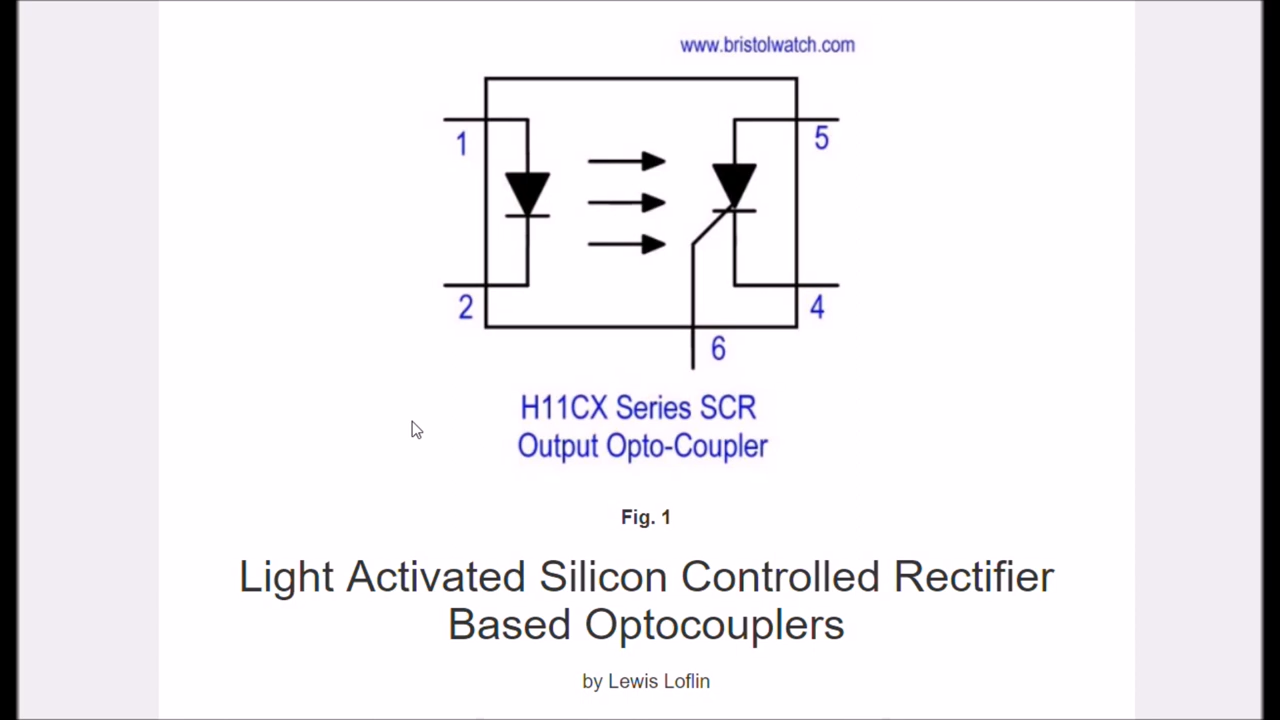 www.bristolwatch.com
1
5
2
4
6
H11CX Series SCR
Output Opto-Coupler
Fig. 1
Light Activated Silicon Controlled Rectifier
Based Optocouplers
by Lewis Loflin